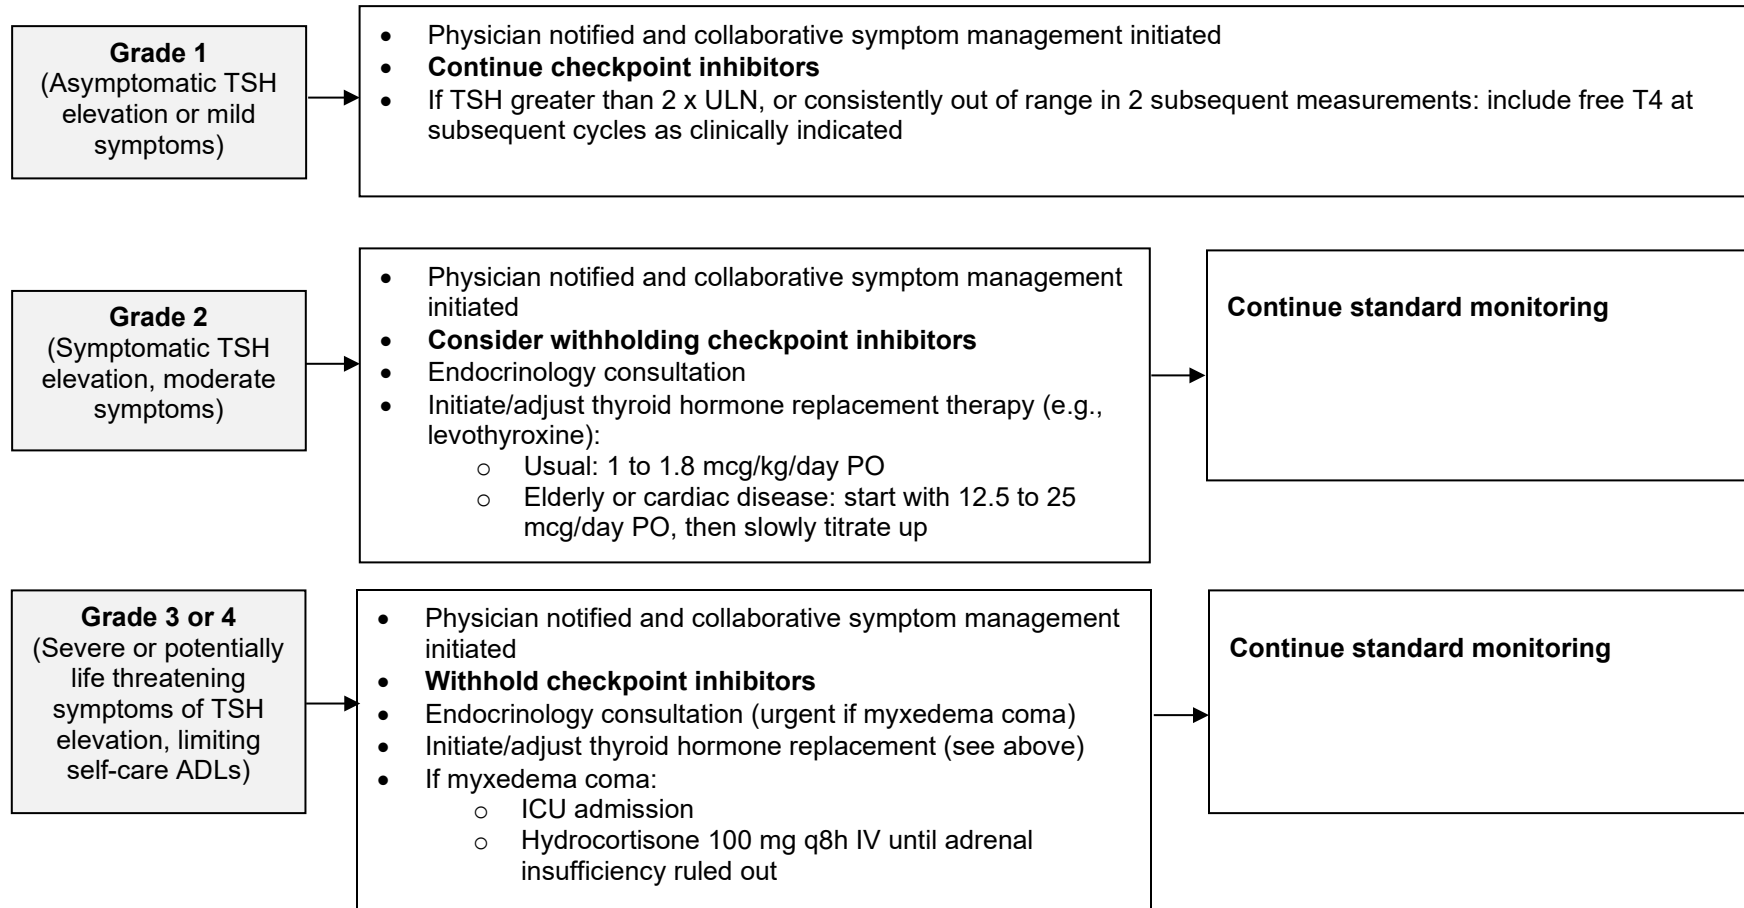 Grade 1
(Asymptomatic TSH
elevation or mild
symptoms)
• Physician notified and collaborative symptom management initiated
• Continue checkpoint inhibitors
• If TSH greater than 2 x ULN, or consistently out of range in 2 subsequent measurements: include free T4 at
subsequent cycles as clinically indicated
Grade 2
(Symptomatic TSH
elevation, moderate
symptoms)
• Physician notified and collaborative symptom management
initiated
• Consider withholding checkpoint inhibitors
• Endocrinology consultation
• Initiate/adjust thyroid hormone replacement therapy (e.g.,
levothyroxine):
o Usual: 1 to 1.8 mcg/kg/day PO
o Elderly or cardiac disease: start with 12.5 to 25
mcg/day PO, then slowly titrate up
Continue standard monitoring
Grade 3 or 4
(Severe or potentially
life threatening
symptoms of TSH
elevation, limiting
self-care ADLs)
• Physician notified and collaborative symptom management
initiated
• Withhold checkpoint inhibitors
• Endocrinology consultation (urgent if myxedema coma)
• Initiate/adjust thyroid hormone replacement (see above)
• If myxedema coma:
o ICU admission
o Hydrocortisone 100 mg q8h IV until adrenal
insufficiency ruled out
Continue standard monitoring